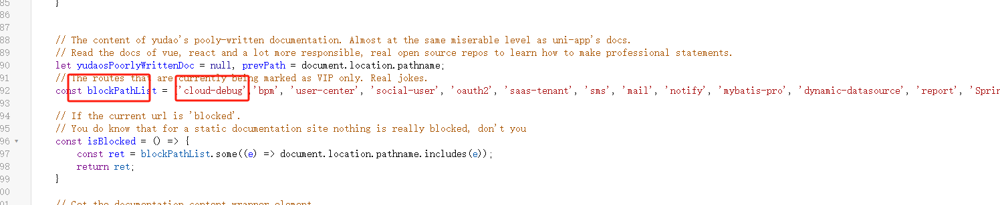 85 }
86
87
88 // The content of yudao's pooly-written documentation. Almost at the same miserable level as uni-app's docs.
89 // Read the docs of vue, react and a lot more responsible, real open source repos to learn how to make professional statements.
90 let yudaosPoorlyWrittenDoc = null, prevPath = document.location.pathname;
91 // The routes that are currently being marked as VIP only. Real jokes.
92 const blockPathList = ['cloud-debug','bpm', 'user-center', 'social-user', 'oauth2', 'saas-tenant', 'sms', 'mail', 'notify', 'mybatis-pro', 'dynamic-datasource', 'report', 'Sprin
93
94 // If the current url is 'blocked'.
95 // You do know that for a static documentation site nothing is really blocked, don't you
96 const isBlocked = () => {
97 const ret = blockPathList.some((e) => document.location.pathname.includes(e));
98 return ret;
99 }
00
// Get the documentation content wrapper element